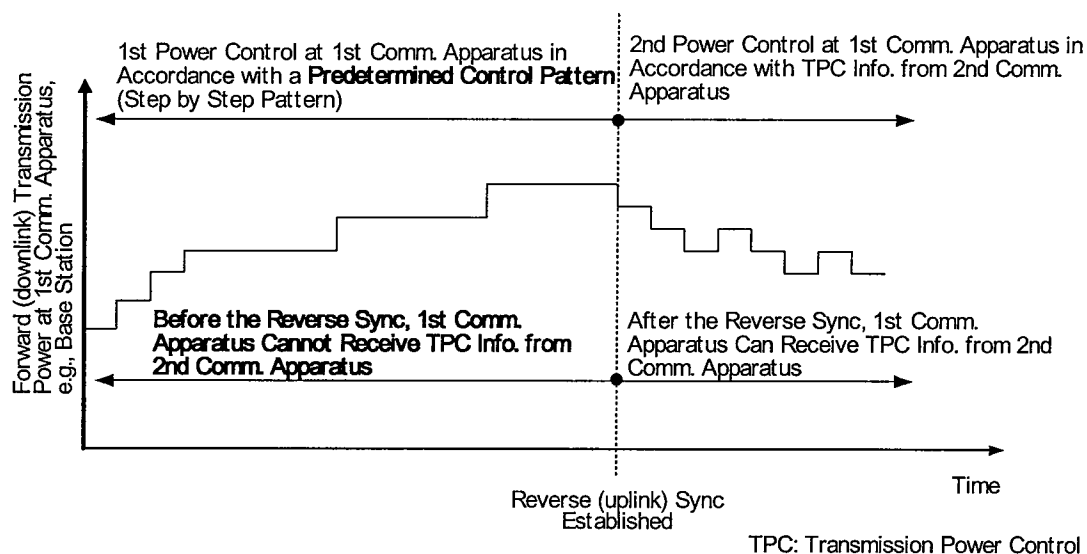 1st Power Control at 1st Comm. Apparatus in
Accordance with a Predetermined Control Pattern
(Step by Step Pattern)
2nd Power Control at 1st Comm. Apparatus in
Accordance with TPC Info. from 2nd Comm.
Apparatus
Forward (downlink) Transmission
Power at 1st Comm. Apparatus,
e.g., Base Station
Before the Reverse Sync, 1st Comm.
Apparatus Cannot Receive TPC Info. from
2nd Comm. Apparatus
After the Reverse Sync, 1st Comm.
Apparatus Can Receive TPC Info. from 2nd
Comm. Apparatus
Time
Reverse (uplink) Sync
Established
TPC: Transmission Power Control